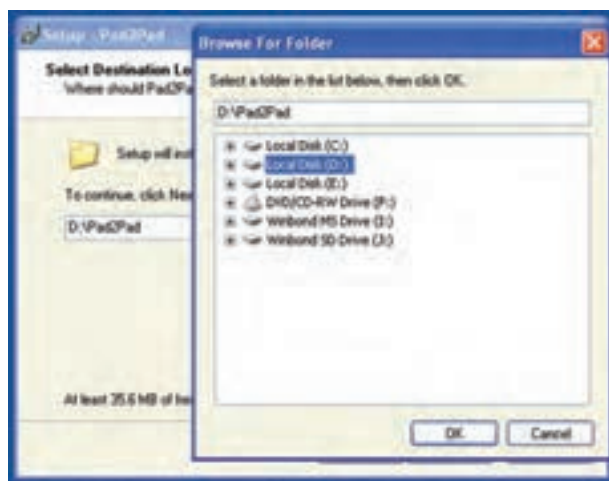 Setup - Pad2Pad
Select Destination Lo
Where should Pad2Pa
Setup will inst
To continue, click Nex
D:\Pad2Pad
At least 35.6 MB of fre
Browse For Folder
Select a folder in the list below, then click OK.
D:\Pad2Pad
Local Disk (C:)
Local Disk (D:)
Local Disk (E:)
DVD/CD-RW Drive (F:)
Winbond MS Drive (I:)
Winbond SD Drive (J:)
OK
Cancel